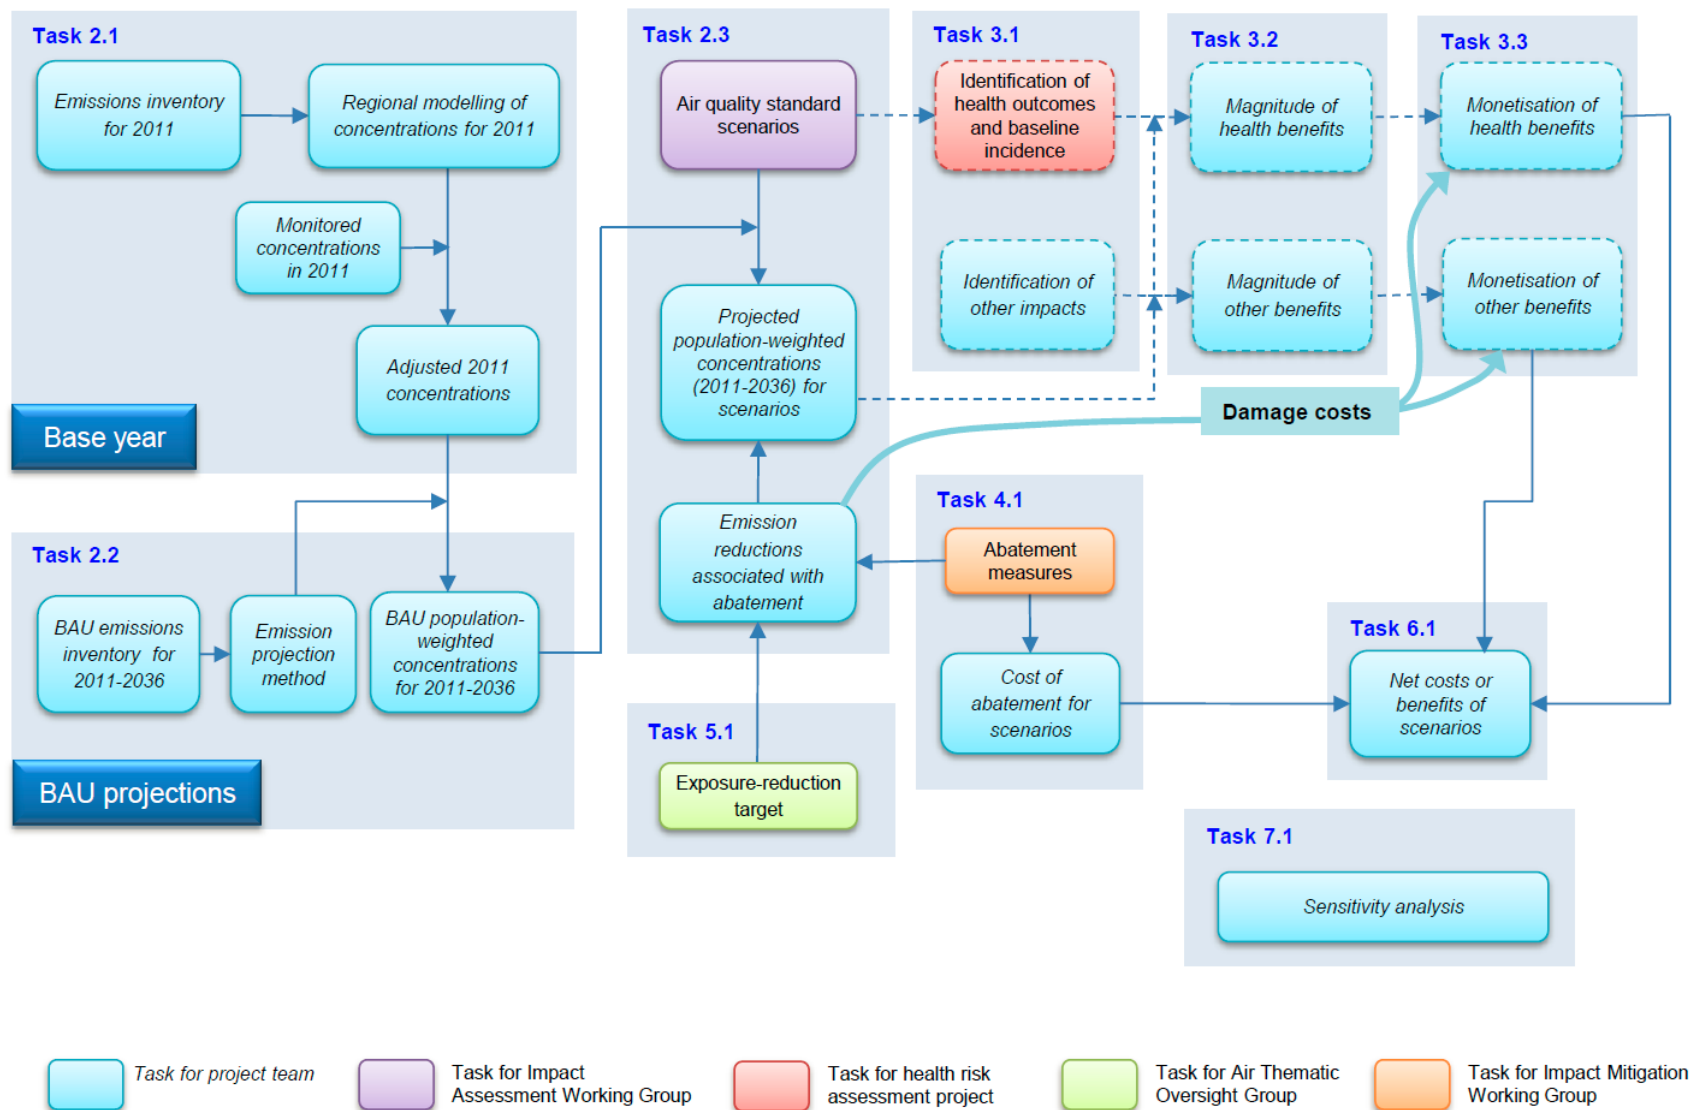 Task 2.1
Emissions inventory
for 2011
Regional modelling of
concentrations for 2011
Monitored
concentrations
in 2011
Adjusted 2011
concentrations
Base year
Task 2.2
BAU emissions
inventory for
2011-2036
Emission
projection
method
BAU population-
weighted
concentrations
for 2011-2036
BAU projections
Task 2.3
Air quality standard
scenarios
Projected
population-weighted
concentrations
(2011-2036) for
scenarios
Emission
reductions
associated with
abatement
Task 3.1
Identification of
health outcomes
and baseline
incidence
Identification of
other impacts
Task 3.2
Magnitude of
health benefits
Magnitude of
other benefits
Task 3.3
Monetisation of
health benefits
Monetisation of
other benefits
Damage costs
Task 4.1
Abatement
measures
Cost of
abatement for
scenarios
Task 5.1
Exposure-reduction
target
Task 6.1
Net costs or
benefits of
scenarios
Task 7.1
Sensitivity analysis
Task for project team
Task for Impact
Assessment Working Group
Task for health risk
assessment project
Task for Air Thematic
Oversight Group
Task for Impact Mitigation
Working Group